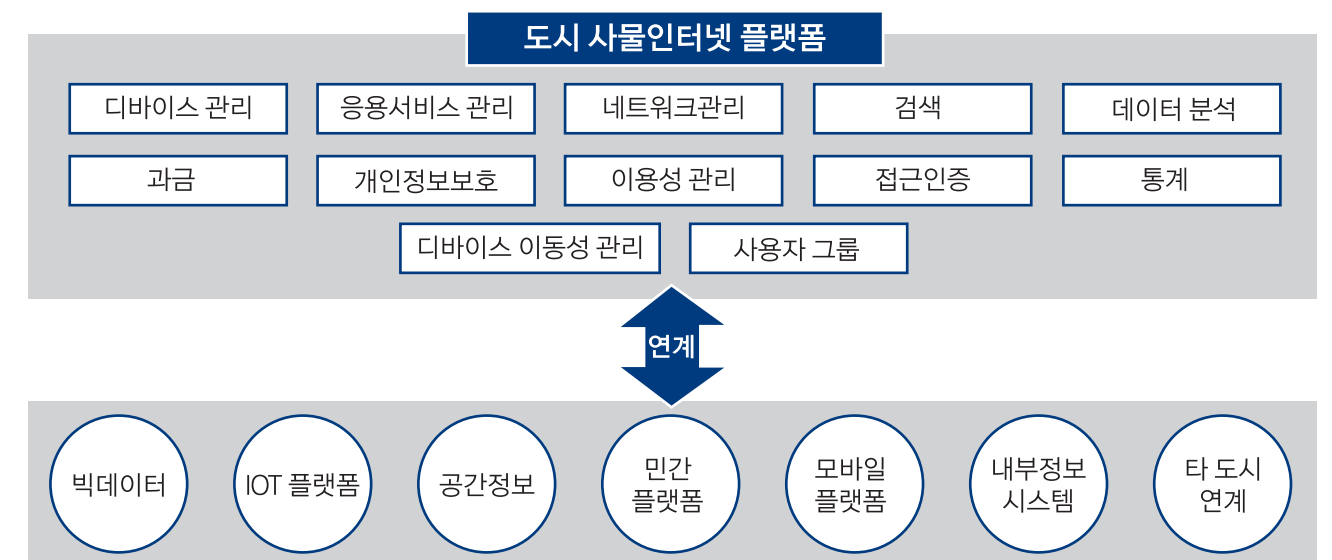 도시 사물인터넷 플랫폼
디바이스 관리
응용서비스 관리
네트워크관리
검색
데이터 분석
과금
개인정보보호
이용성 관리
접근인증
통계
디바이스 이동성 관리
사용자 그룹
연계
빅데이터
IOT 플랫폼
공간정보
민간
플랫폼
모바일
플랫폼
내부정보
시스템
타 도시
연계